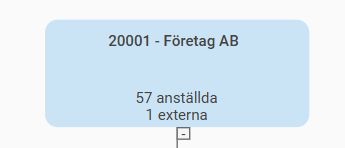 20001 - Företag AB
57 anställda
1 externa
-